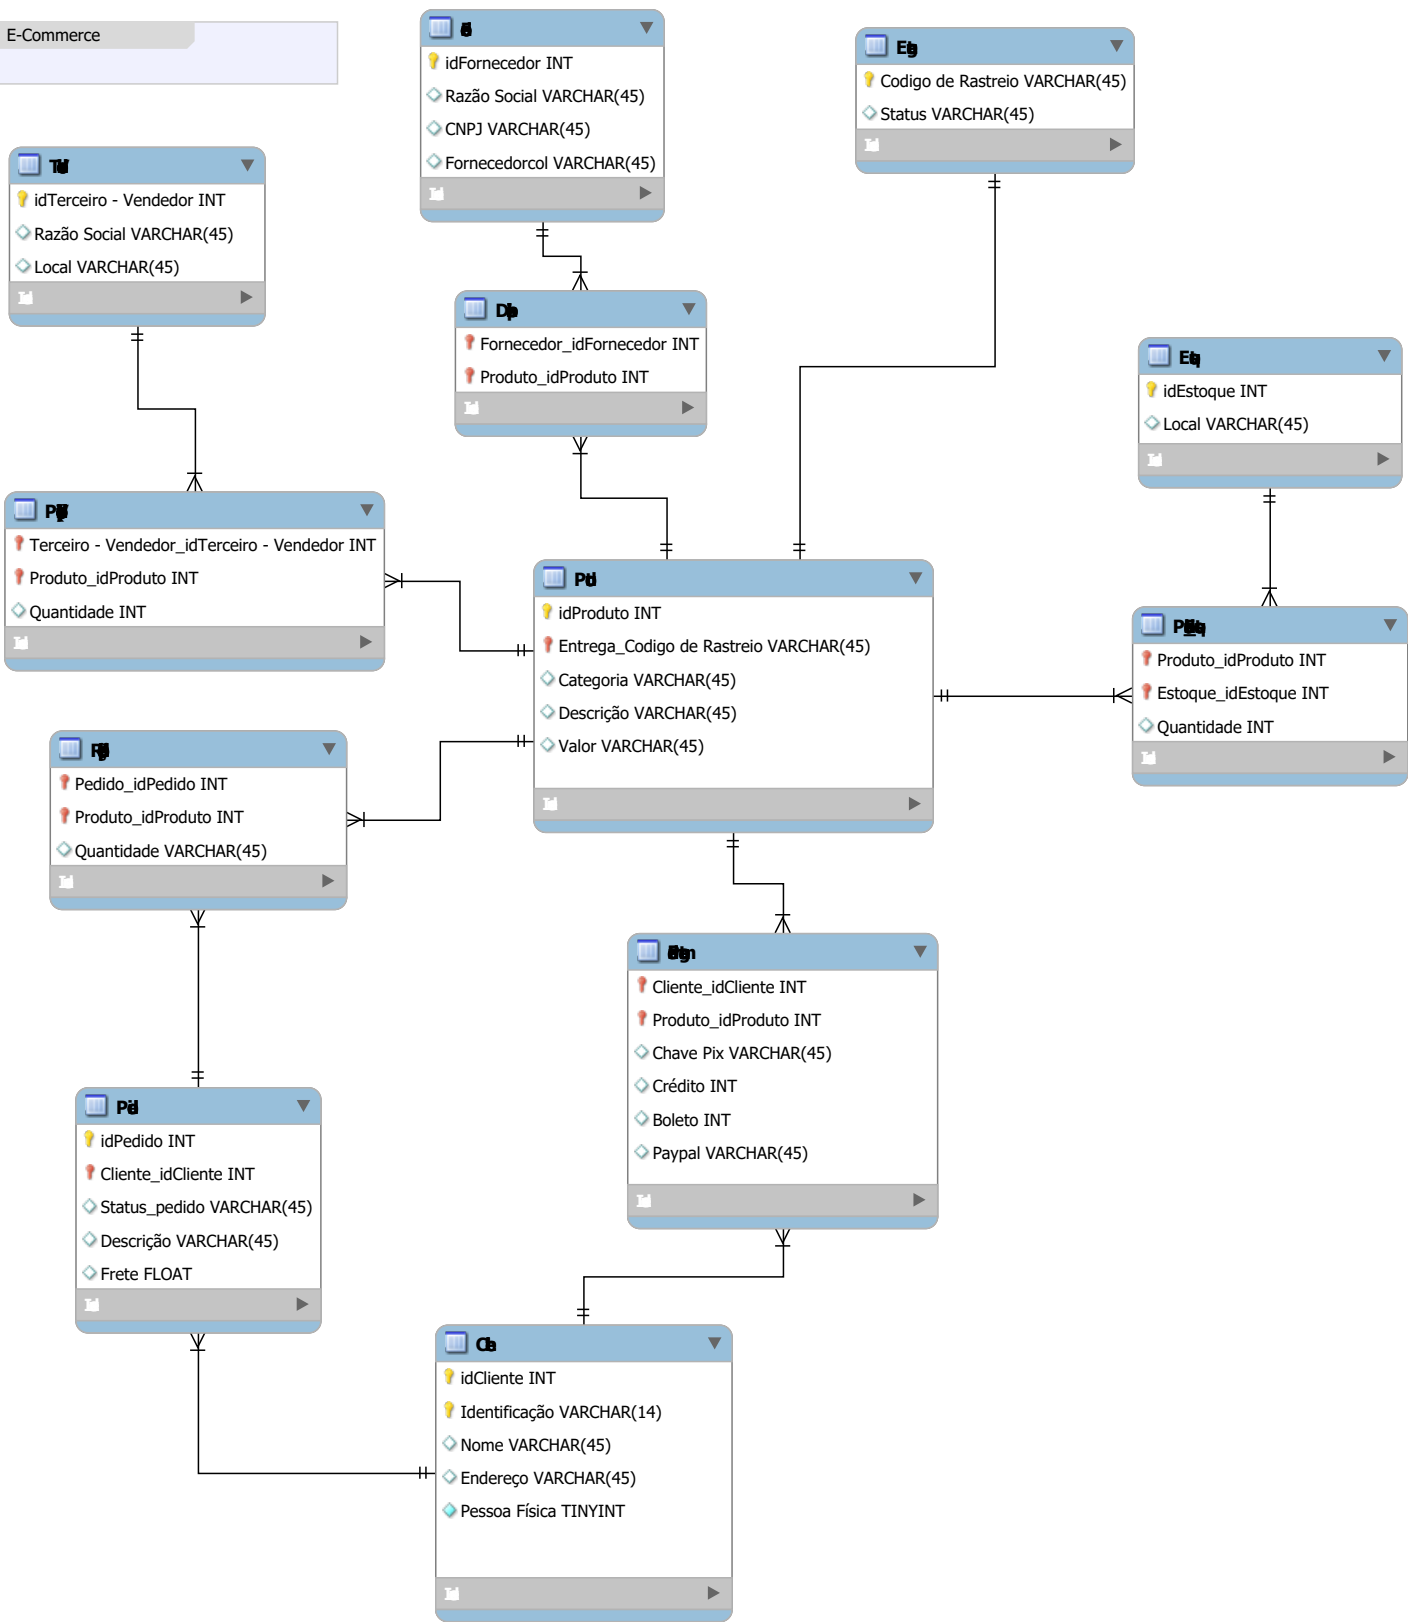 E-Commerce
idFornecedor INT
Razão Social VARCHAR(45)
CNPJ VARCHAR(45)
Fornecedorcol VARCHAR(45)
Codigo de Rastreio VARCHAR(45)
Status VARCHAR(45)
idTerceiro - Vendedor INT
Razão Social VARCHAR(45)
Local VARCHAR(45)
Fornecedor_idFornecedor INT
Produto_idProduto INT
idEstoque INT
Local VARCHAR(45)
Terceiro - Vendedor_idTerceiro - Vendedor INT
Produto_idProduto INT
Quantidade INT
idProduto INT
Entrega_Codigo de Rastreio VARCHAR(45)
Categoria VARCHAR(45)
Descrição VARCHAR(45)
Valor VARCHAR(45)
Produto_idProduto INT
Estoque_idEstoque INT
Quantidade INT
Pedido_idPedido INT
Produto_idProduto INT
Quantidade VARCHAR(45)
Cliente_idCliente INT
Produto_idProduto INT
Chave Pix VARCHAR(45)
Crédito INT
Boleto INT
Paypal VARCHAR(45)
idPedido INT
Cliente_idCliente INT
Status_pedido VARCHAR(45)
Descrição VARCHAR(45)
Frete FLOAT
idCliente INT
Identificação VARCHAR(14)
Nome VARCHAR(45)
Endereço VARCHAR(45)
Pessoa Física TINYINT